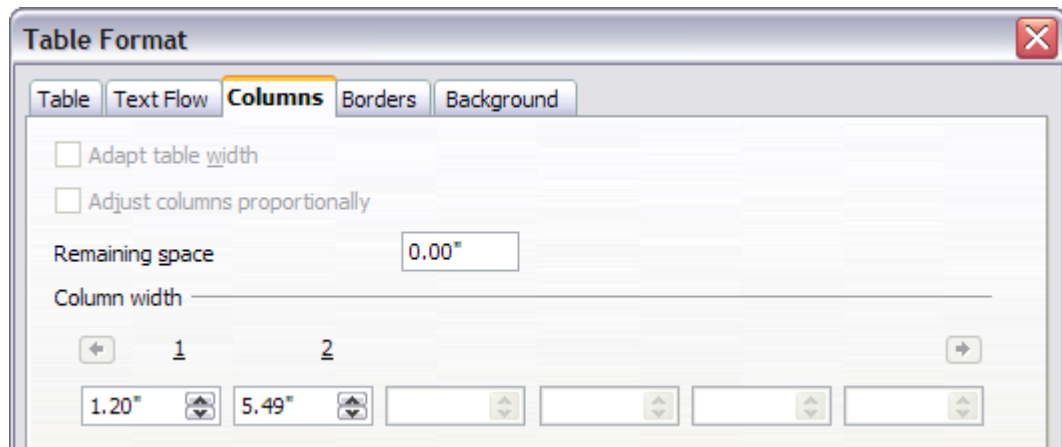 Table Format
Table Text Flow Columns Borders Background
Adapt table width
Adjust columns proportionally
Remaining space 0.00"
Column width
1 2
1.20" 5.49"